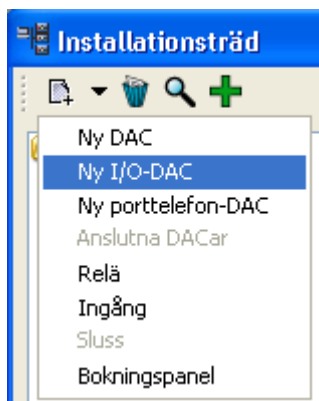 Installationsträd
Ny DAC
Ny I/O-DAC
Ny porttelefon-DAC
Anslutna DACar
Relä
Ingång
Sluss
Bokningspanel